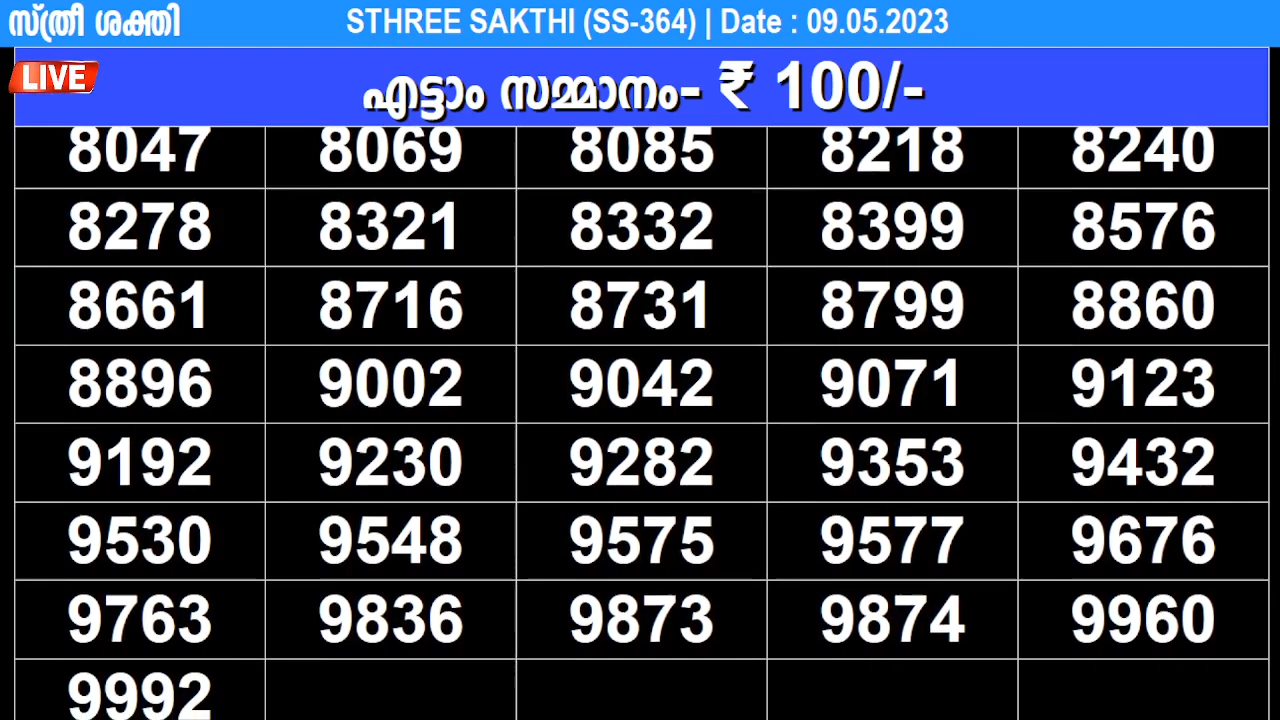 സ്ത്രീ ശക്തി STHREE SAKTHI (SS-364) | Date : 09.05.2023
LIVE
എട്ടാം സമ്മാനം- ₹ 100/-
8047 8069 8085 8218 8240
8278 8321 8332 8399 8576
8661 8716 8731 8799 8860
8896 9002 9042 9071 9123
9192 9230 9282 9353 9432
9530 9548 9575 9577 9676
9763 9836 9873 9874 9960
9992